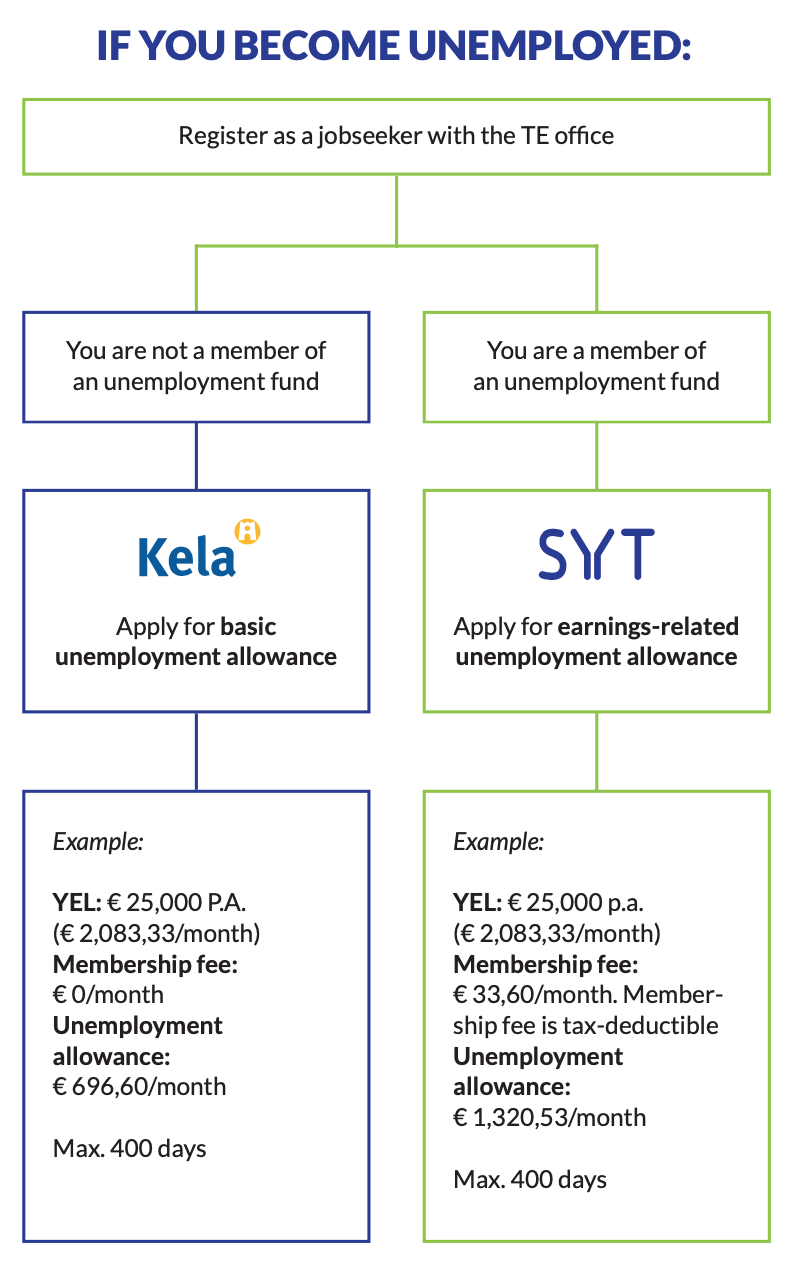 IF YOU BECOME UNEMPLOYED:
Register as a jobseeker with the TE office
You are not a member of
an unemployment fund
Kela
Apply for basic
unemployment allowance
Example:
YEL: € 25,000 P.A.
(€ 2,083,33/month)
Membership fee:
€ 0/month
Unemployment
allowance:
€ 696,60/month
Max. 400 days
You are a member of
an unemployment fund
SYT
Apply for earnings-related
unemployment allowance
Example:
YEL: € 25,000 p.a.
(€ 2,083,33/month)
Membership fee:
€ 33,60/month. Member-
ship fee is tax-deductible
Unemployment
allowance:
€ 1,320,53/month
Max. 400 days